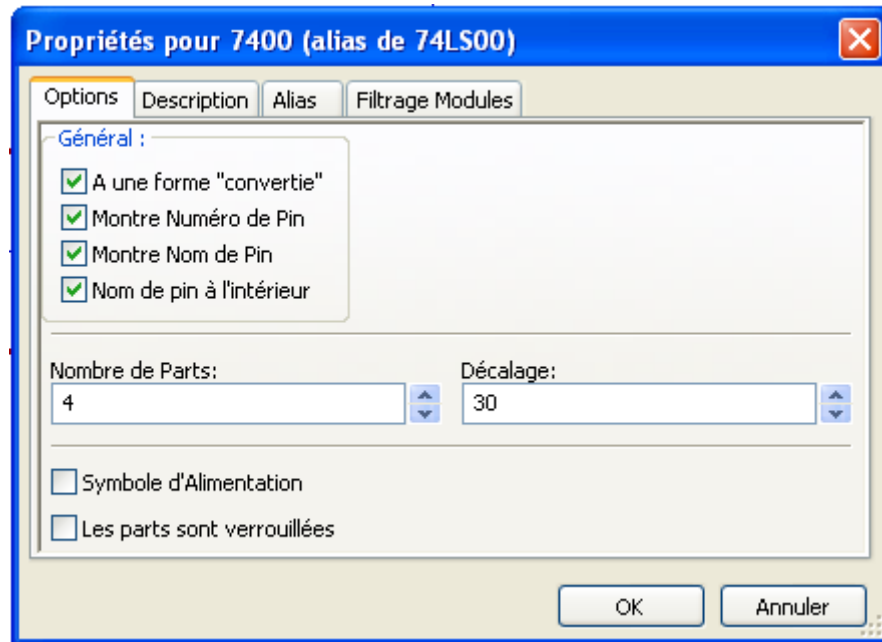 Propriétés pour 7400 (alias de 74LS00)
Options Description Alias Filtrage Modules
Général :
A une forme "convertie"
Montre Numéro de Pin
Montre Nom de Pin
Nom de pin à l'intérieur
Nombre de Parts: Décalage:
4 30
Symbole d'Alimentation
Les parts sont verrouillées
OK Annuler